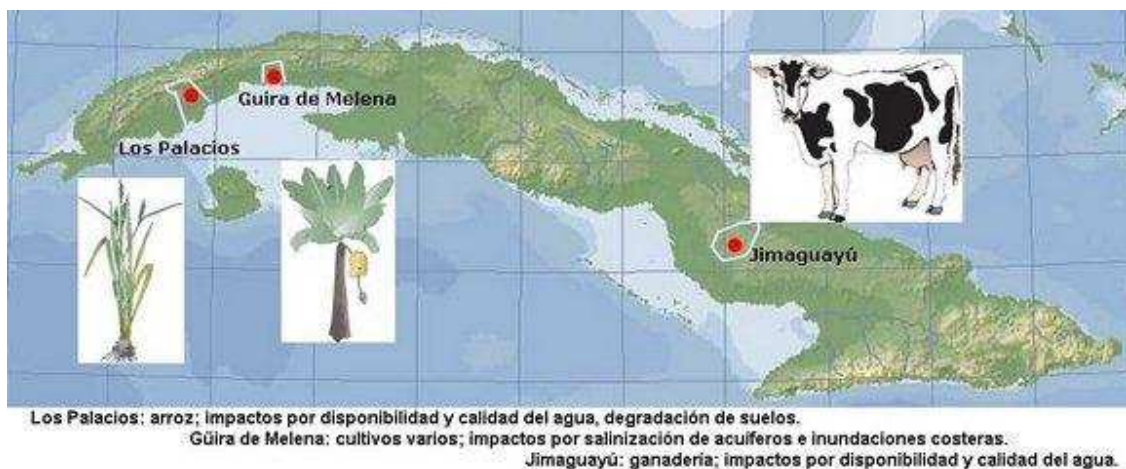 Guira de Melena
Los Palacios
Jimaguayú
Los Palacios: arroz; impactos por disponibilidad y calidad del agua, degradación de suelos.
Güira de Melena: cultivos varios; impactos por salinización de acuíferos e inundaciones costeras.
Jimaguayú: ganadería; impactos por disponibilidad y calidad del agua.